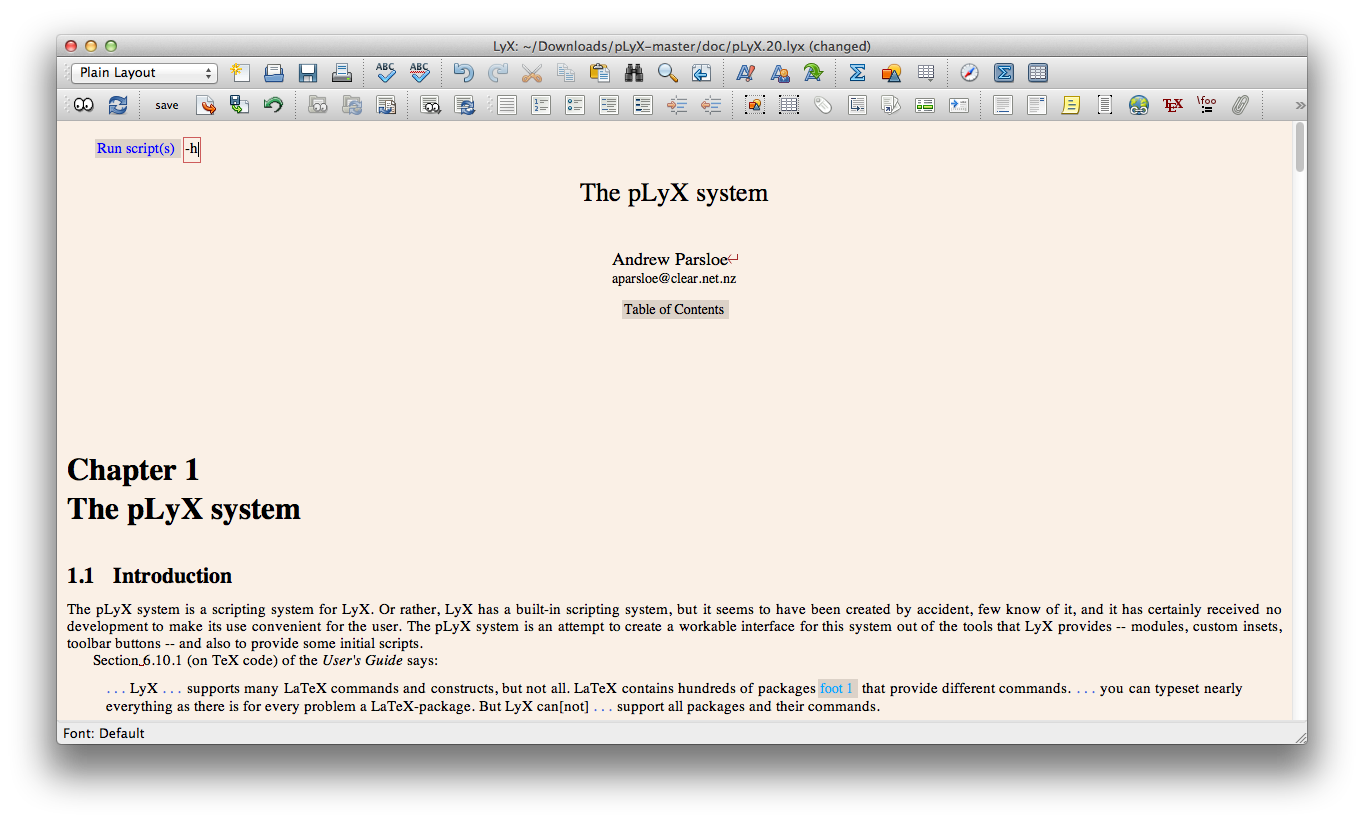 LyX: ~/Downloads/pLyX-master/doc/pLyX.20.lyx (changed)
Plain Layout
ABC ABC
save TEX \foo »
Run script(s) -h
The pLyX system
Andrew Parsloe
aparsloe@clear.net.nz
Table of Contents
Chapter 1
The pLyX system
1.1 Introduction
The pLyX system is a scripting system for LyX. Or rather, LyX has a built-in scripting system, but it seems to have been created by accident, few know of it, and it has certainly received no
development to make its use convenient for the user. The pLyX system is an attempt to create a workable interface for this system out of the tools that LyX provides -- modules, custom insets,
toolbar buttons -- and also to provide some initial scripts.
Section 6.10.1 (on TeX code) of the User's Guide says:
. . . LyX . . . supports many LaTeX commands and constructs, but not all. LaTeX contains hundreds of packages foot 1 that provide different commands. . . . you can typeset nearly
everything as there is for every problem a LaTeX-package. But LyX can[not] . . . support all packages and their commands.
Font: Default